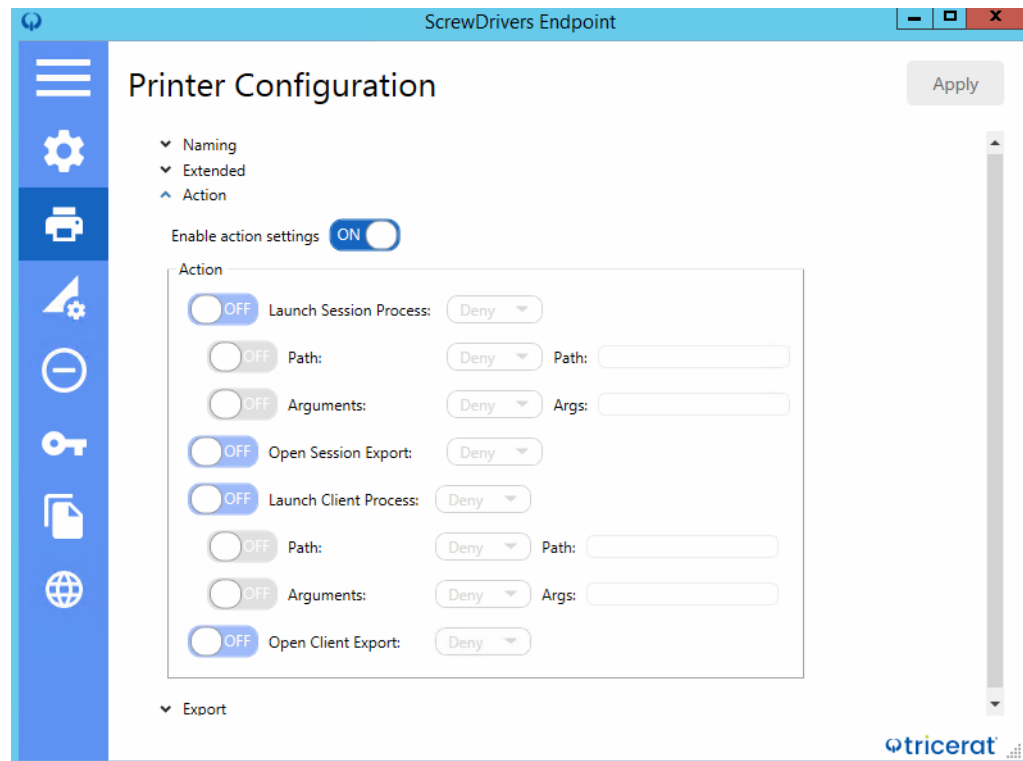 ScrewDrivers Endpoint
Printer Configuration
Apply
Naming
Extended
Action
Enable action settings ON
Action
OFF Launch Session Process: Deny
OFF Path: Deny Path:
OFF Arguments: Deny Args:
OFF Open Session Export: Deny
OFF Launch Client Process: Deny
OFF Path: Deny Path:
OFF Arguments: Deny Args:
OFF Open Client Export: Deny
Export
tricerat